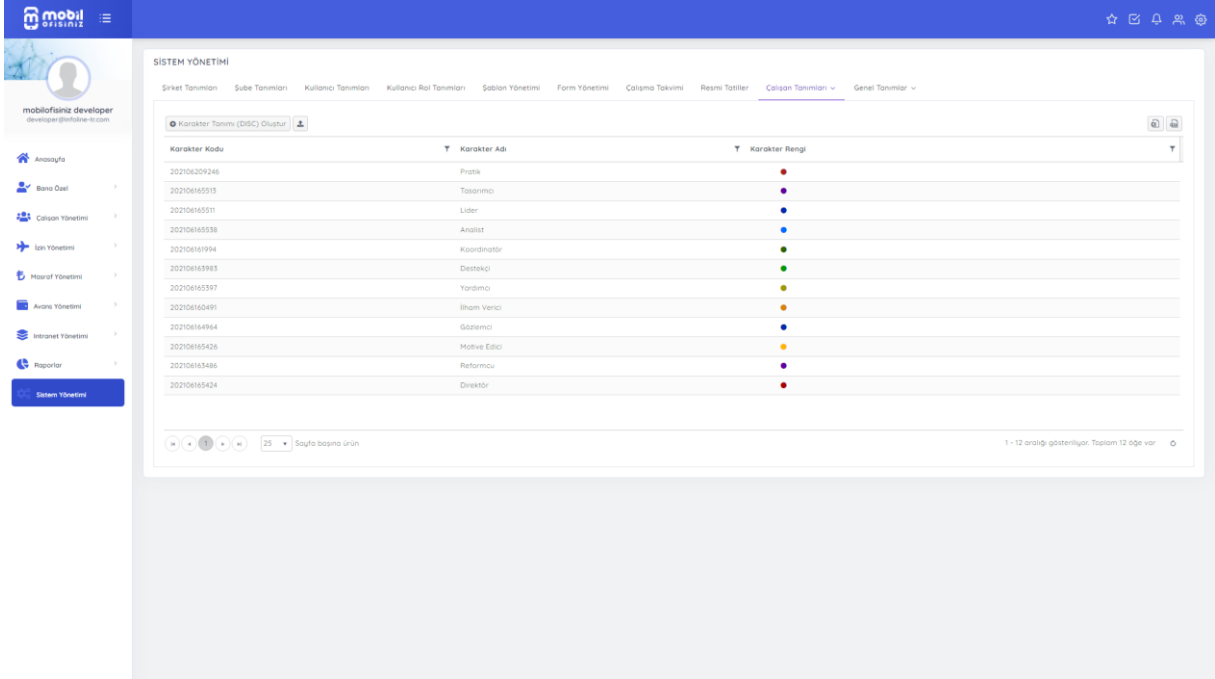 mobil
OFİSİNİZ
mobilofisiniz developer
developer@infoline-tr.com
Anasayfa
Bana Özel
Çalışan Yönetimi
İzin Yönetimi
Masraf Yönetimi
Avans Yönetimi
Intranet Yönetimi
Raporlar
Sistem Yönetimi
SİSTEM YÖNETİMİ
Şirket Tanımları Şube Tanımları Kullanıcı Tanımları Kullanıcı Rol Tanımları Şablon Yönetimi Form Yönetimi Çalışma Takvimi Resmi Tatiller Çalışan Tanımları Genel Tanımlar
Karakter Tanımı (DISC) Oluştur
Karakter Kodu Karakter Adı Karakter Rengi
202106209246 Pratik
202106165513 Tasarımcı
202106165511 Lider
202106165538 Analist
202106161994 Koordinatör
202106163983 Destekçi
202106165397 Yardımcı
202106160491 İlham Verici
202106164964 Gözlemci
202106165426 Motive Edici
202106163486 Reformcu
202106165424 Direktör
1 25 Sayfa başına ürün 1 - 12 aralığı gösteriliyor. Toplam 12 öğe var